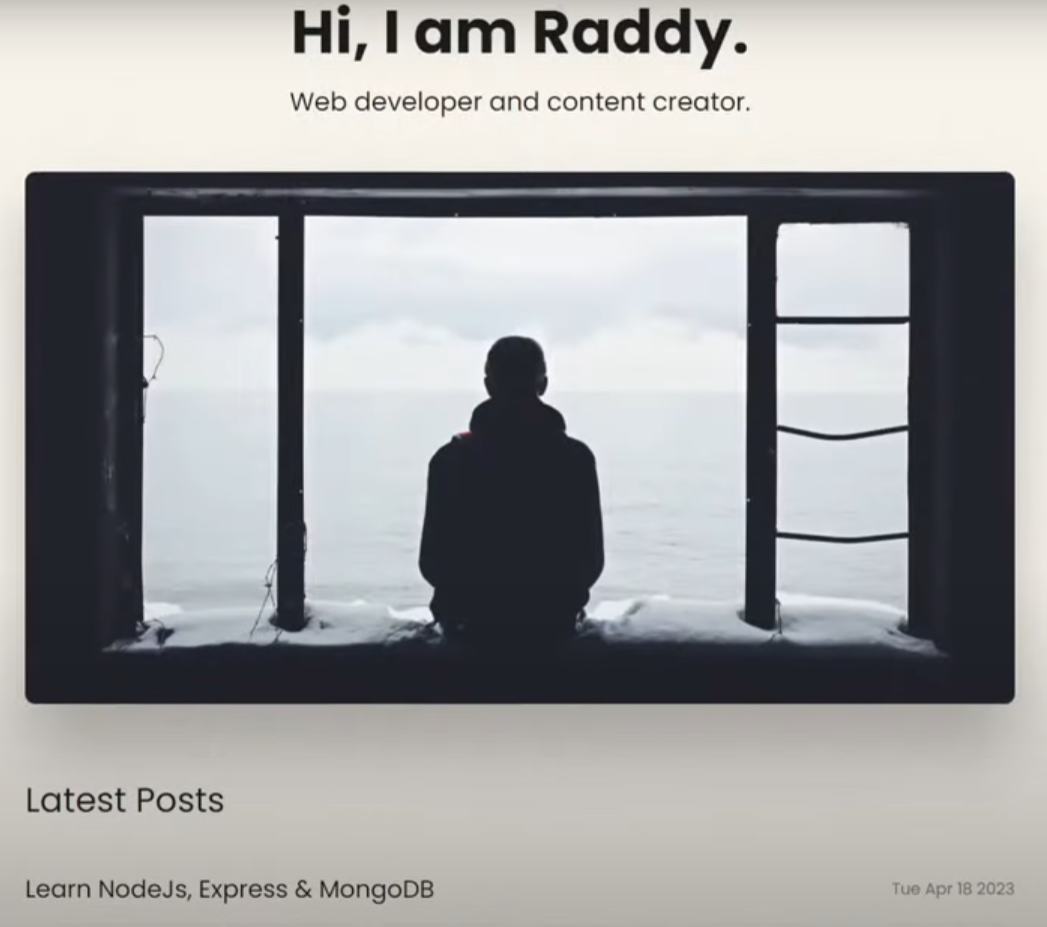 Hi, I am Raddy.
Web developer and content creator.
Latest Posts
Learn NodeJs, Express & MongoDB
Tue Apr 18 2023